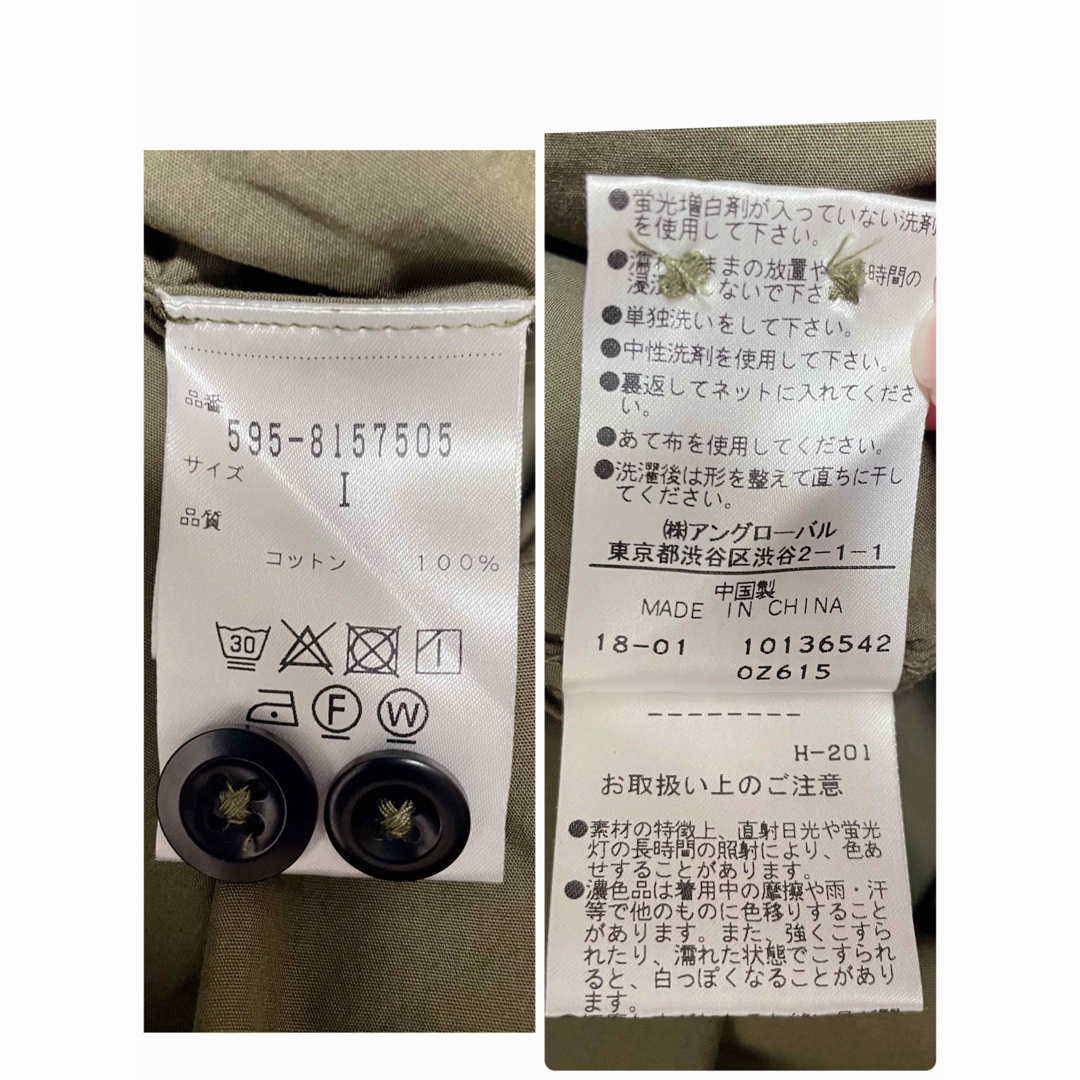 品番
595-8157505
サイズ
I
品質
コットン 100%
30
F W
●蛍光増白剤が入っていない洗剤
を使用して下さい。
ままの放置や 時間の
ないで下さ
●単独洗いをして下さい。
●中性洗剤を使用して下さい。
●裏返してネットに入れてくださ
い。
●あて布を使用してください。
●洗濯後は形を整えて直ちに干し
てください。
㈱アングローバル
東京都渋谷区渋谷2-1-1
中国製
MADE IN CHINA
18-01 10136542
OZ615
--------
H-201
お取扱い上のご注意
●素材の特徴上、直射日光や蛍光
灯の長時間の照射により、色あ
せすることがあります。
●濃色品は着用中の摩擦や雨・汗
等で他のものに色移りすること
があります。また、強くこすら
れたり、濡れた状態でこすられ
ると、白っぽくなることがあり
ます。